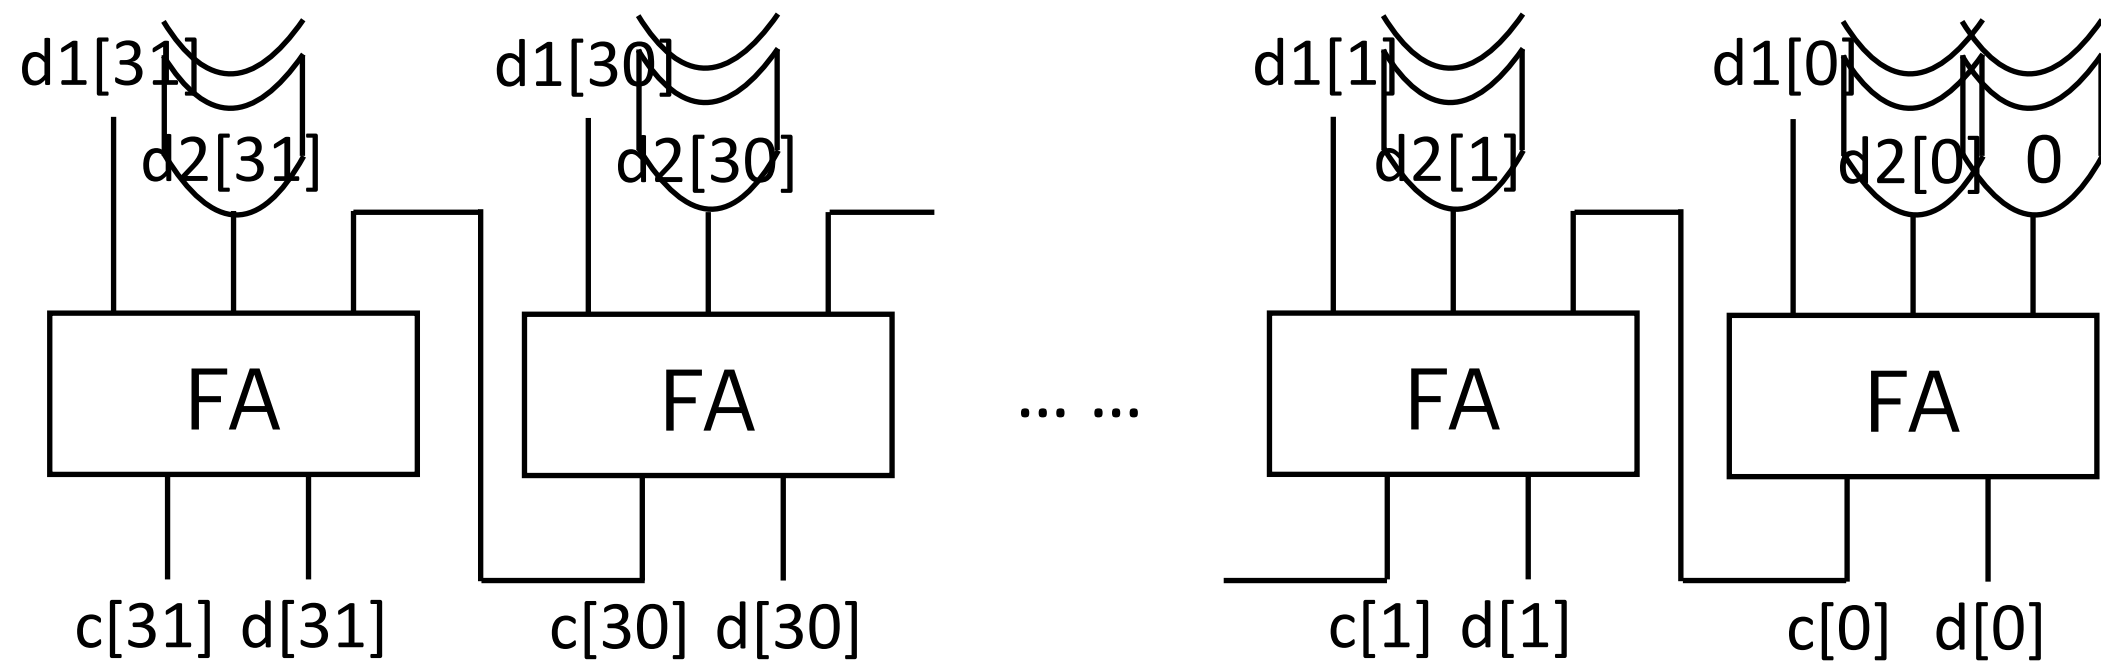 d1[31] d1[30] d1[1] d1[0]
d2[31] d2[30] d2[1] d2[0] 0
FA FA ... ... FA FA
c[31] d[31] c[30] d[30] c[1] d[1] c[0] d[0]